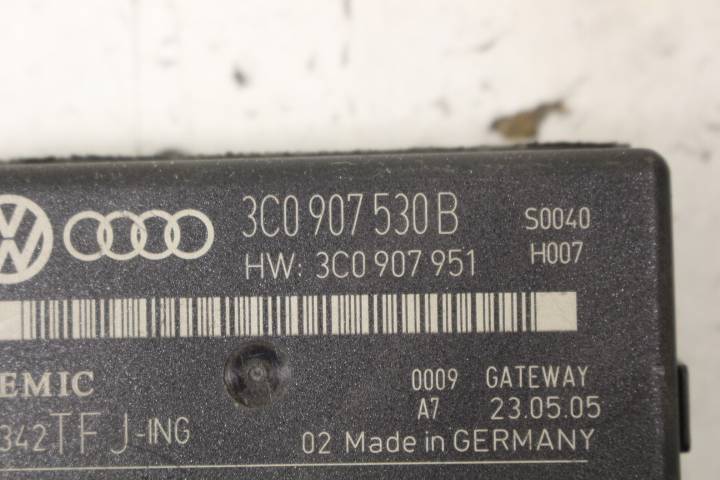 3C0 907 530 B S0040
HW: 3C0 907 951 H007
EMIC 0009 GATEWAY
A7 23.05.05
342TFJ-ING 02 Made in GERMANY